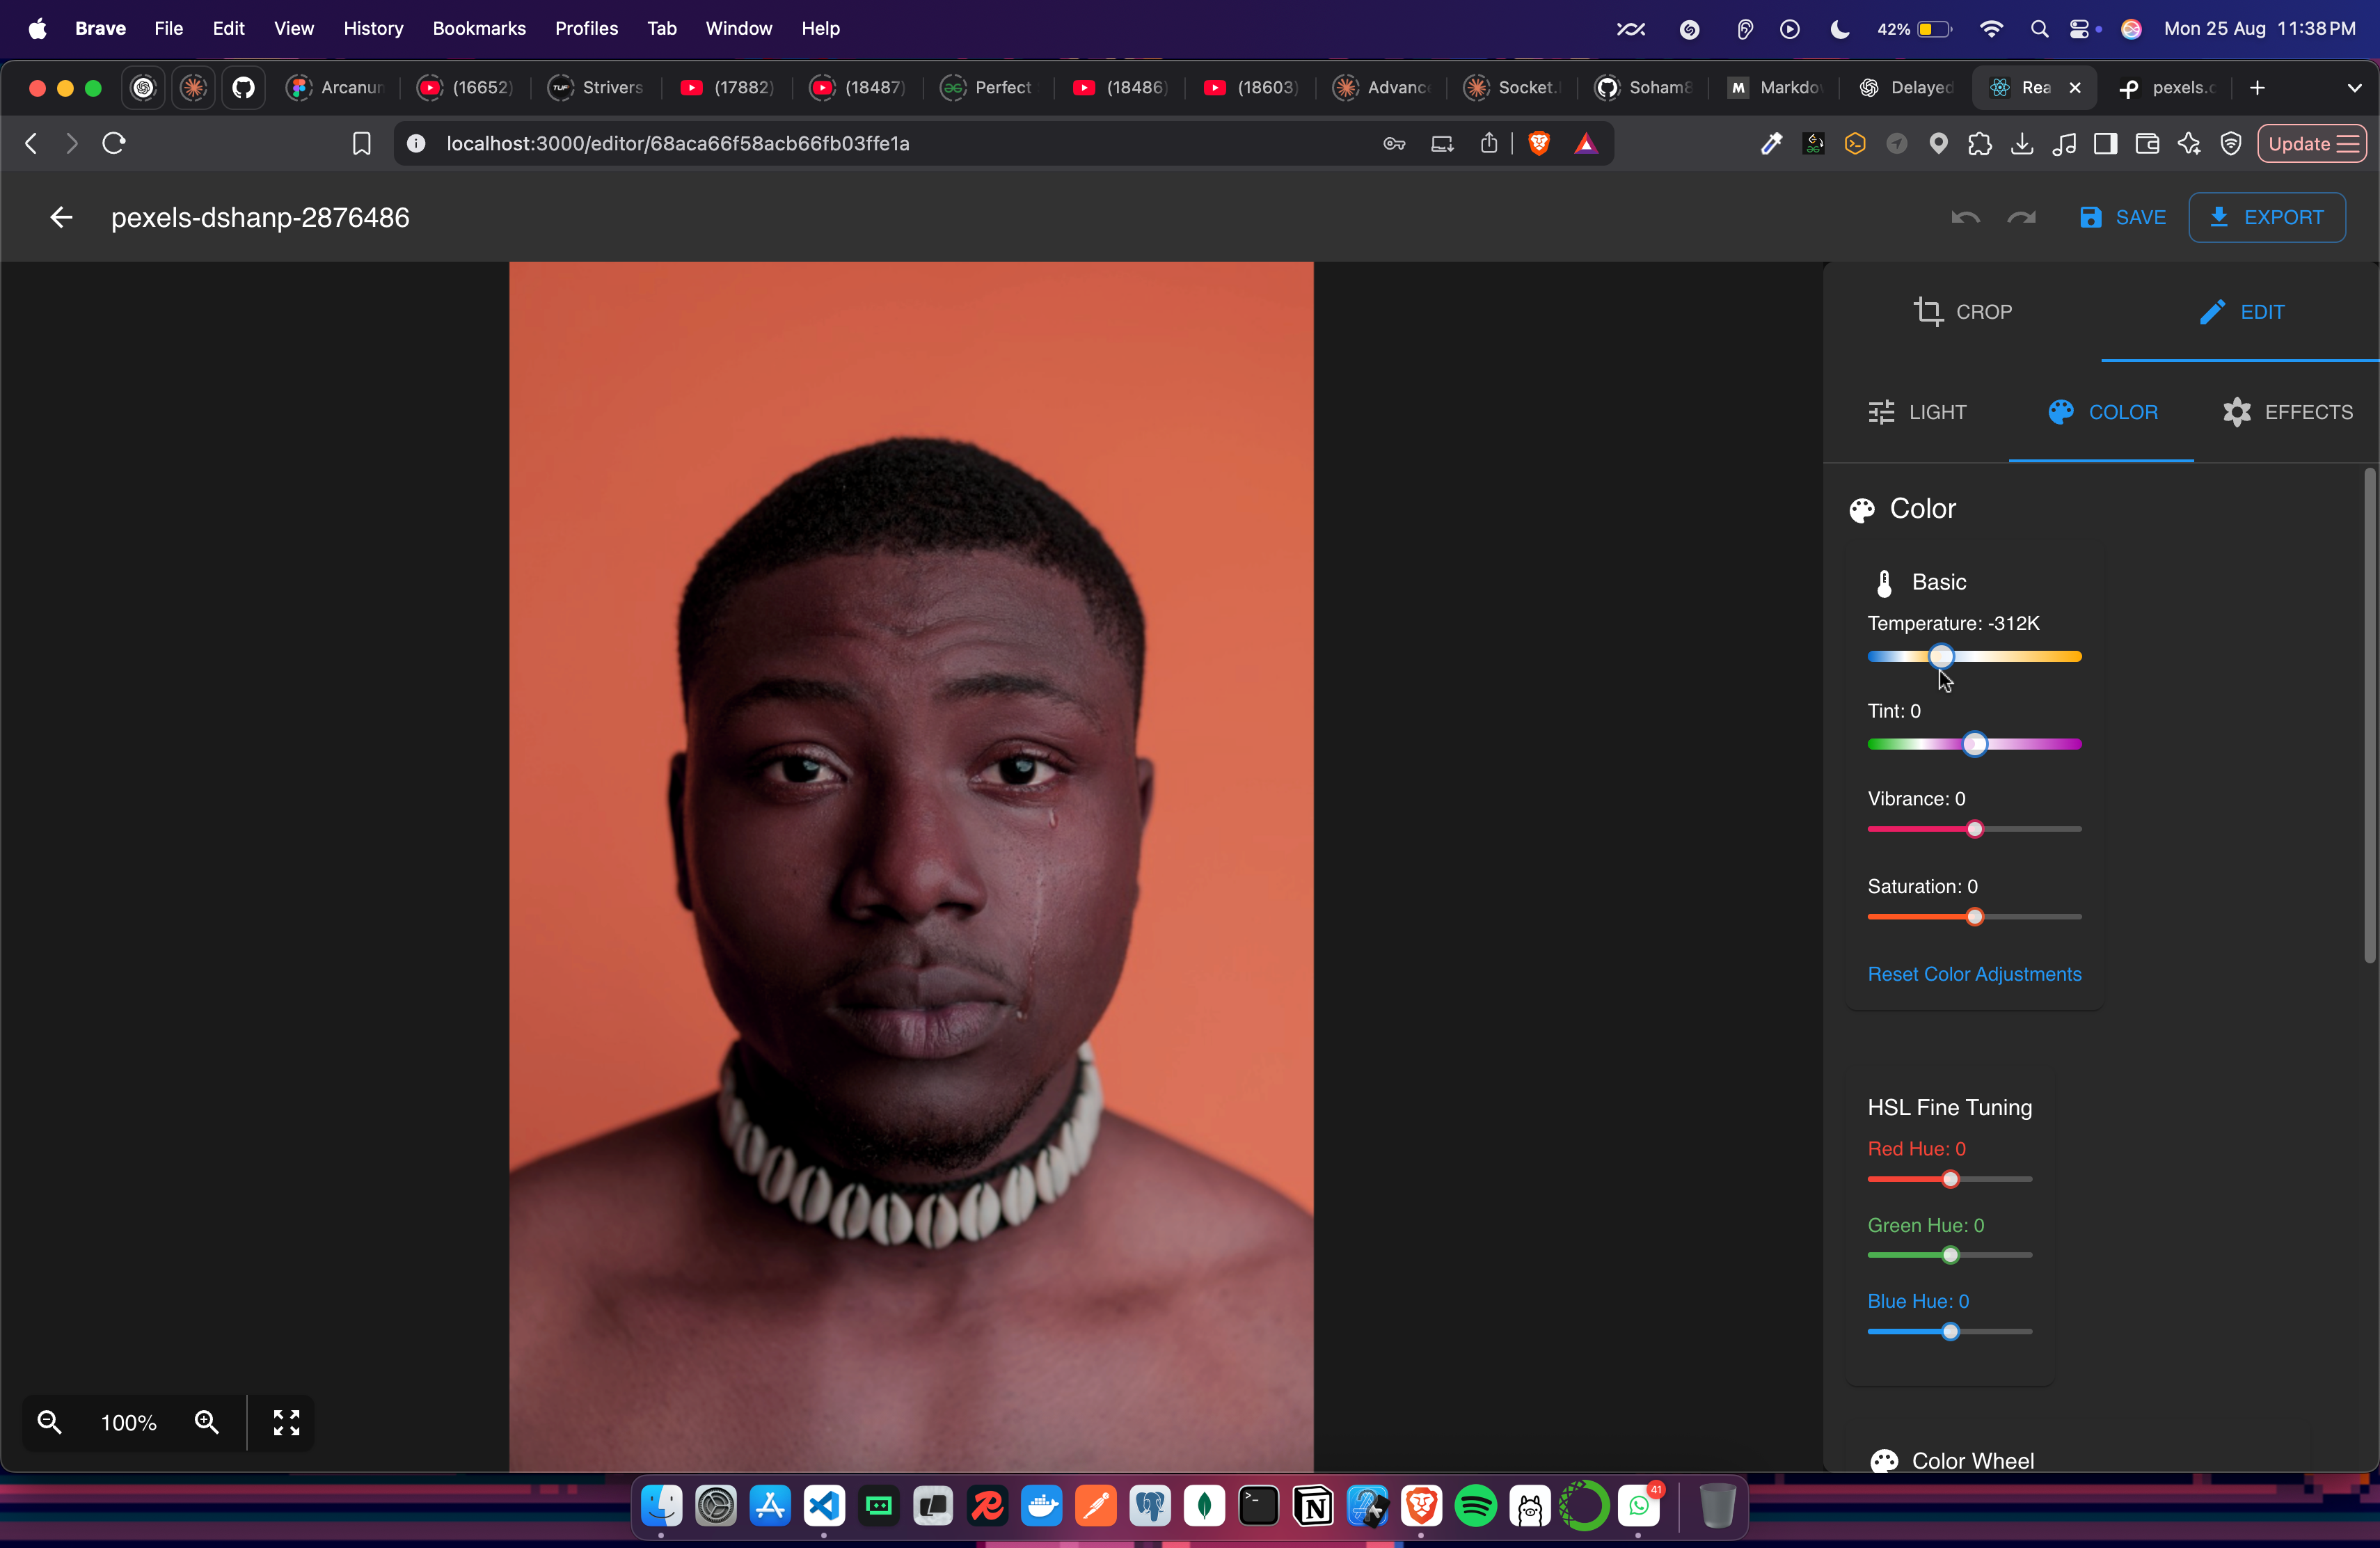 Brave File Edit View History Bookmarks Profiles Tab Window Help 42% Mon 25 Aug 11:38 PM
Arcanun (16652) Strivers (17882) (18487) Perfect (18486) (18603) Advanc Socket. Soham8 Markdo Delayed Rea pexels.c
localhost:3000/editor/68aca66f58acb66fb03ffe1a Update
pexels-dshanp-2876486 SAVE EXPORT
CROP EDIT
LIGHT COLOR EFFECTS
Color
Basic
Temperature: -312K
Tint: 0
Vibrance: 0
Saturation: 0
Reset Color Adjustments
HSL Fine Tuning
Red Hue: 0
Green Hue: 0
Blue Hue: 0
Color Wheel
100%
41